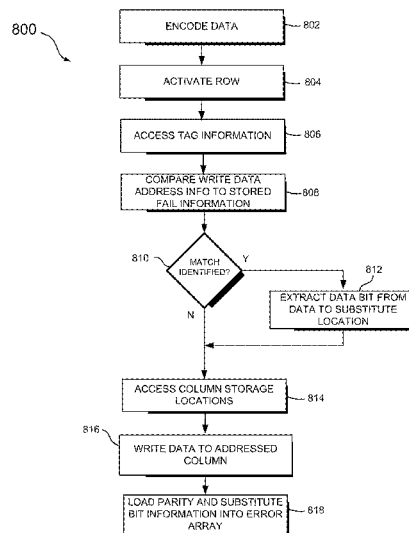 800
ENCODE DATA
802
ACTIVATE ROW
804
ACCESS TAG INFORMATION
806
COMPARE WRITE DATA
ADDRESS INFO TO STORED
FAIL INFORMATION
808
810
MATCH
IDENTIFIED?
Y
N
812
EXTRACT DATA BIT FROM
DATA TO SUBSTITUTE
LOCATION
ACCESS COLUMN STORAGE
LOCATIONS
814
816
WRITE DATA TO ADDRESSED
COLUMN
LOAD PARITY AND SUBSTITUTE
BIT INFORMATION INTO ERROR
ARRAY
818